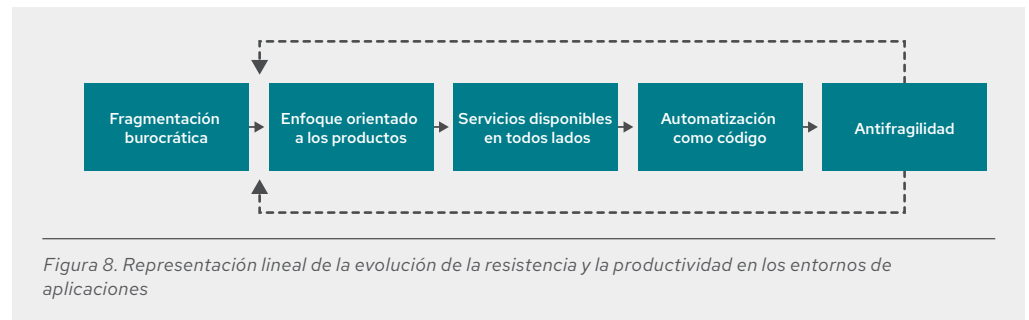 Fragmentación
burocrática
Enfoque orientado
a los productos
Servicios disponibles
en todos lados
Automatización
como código
Antifragilidad
Figura 8. Representación lineal de la evolución de la resistencia y la productividad en los entornos de
aplicaciones